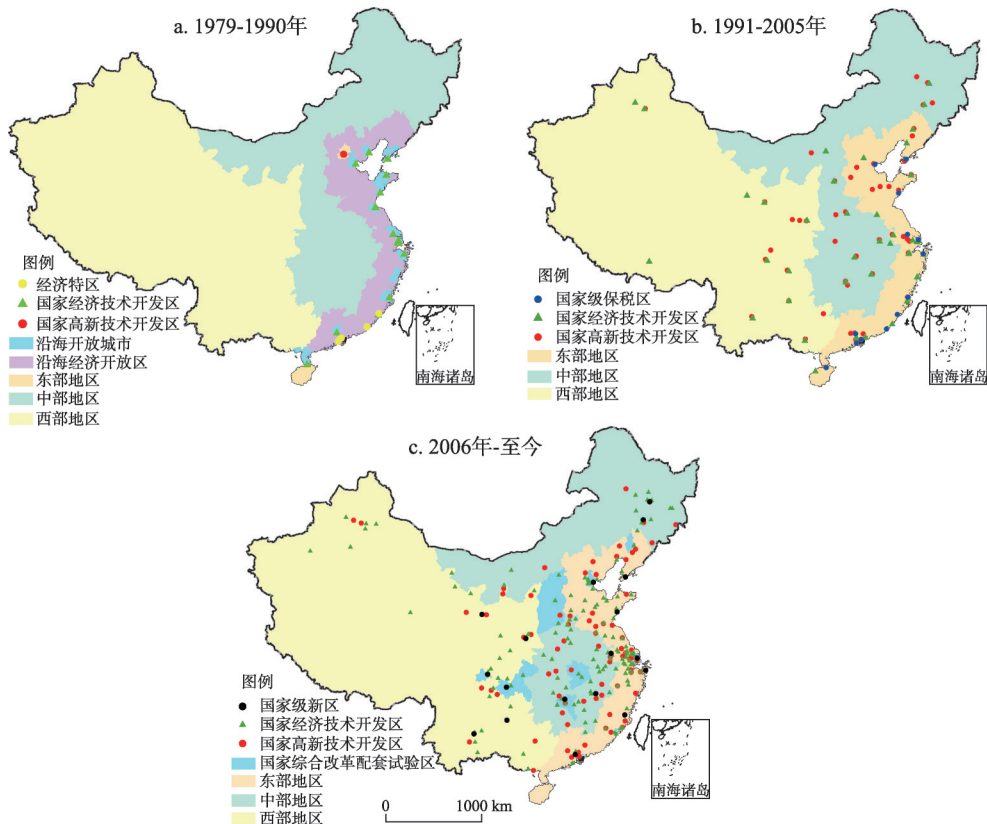 a. 1979-1990年
图例
经济特区
国家经济技术开发区
国家高新技术开发区
沿海开放城市
沿海经济开放区
东部地区
中部地区
西部地区
南海诸岛
b. 1991-2005年
图例
国家级保税区
国家经济技术开发区
国家高新技术开发区
东部地区
中部地区
西部地区
南海诸岛
c. 2006年-至今
图例
国家级新区
国家经济技术开发区
国家高新技术开发区
国家综合改革配套试验区
东部地区
中部地区
西部地区
0 1000 km
南海诸岛